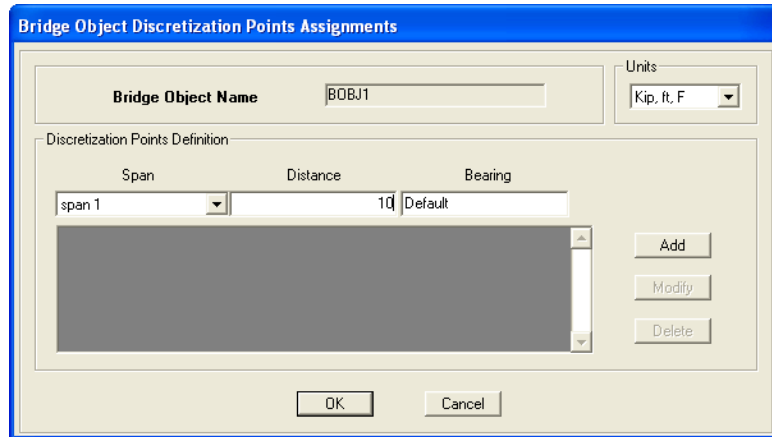 Bridge Object Discretization Points Assignments
Units
Bridge Object Name BOBJ1 Kip, ft, F
Discretization Points Definition
Span Distance Bearing
span 1 10 Default
Add
Modify
Delete
OK Cancel